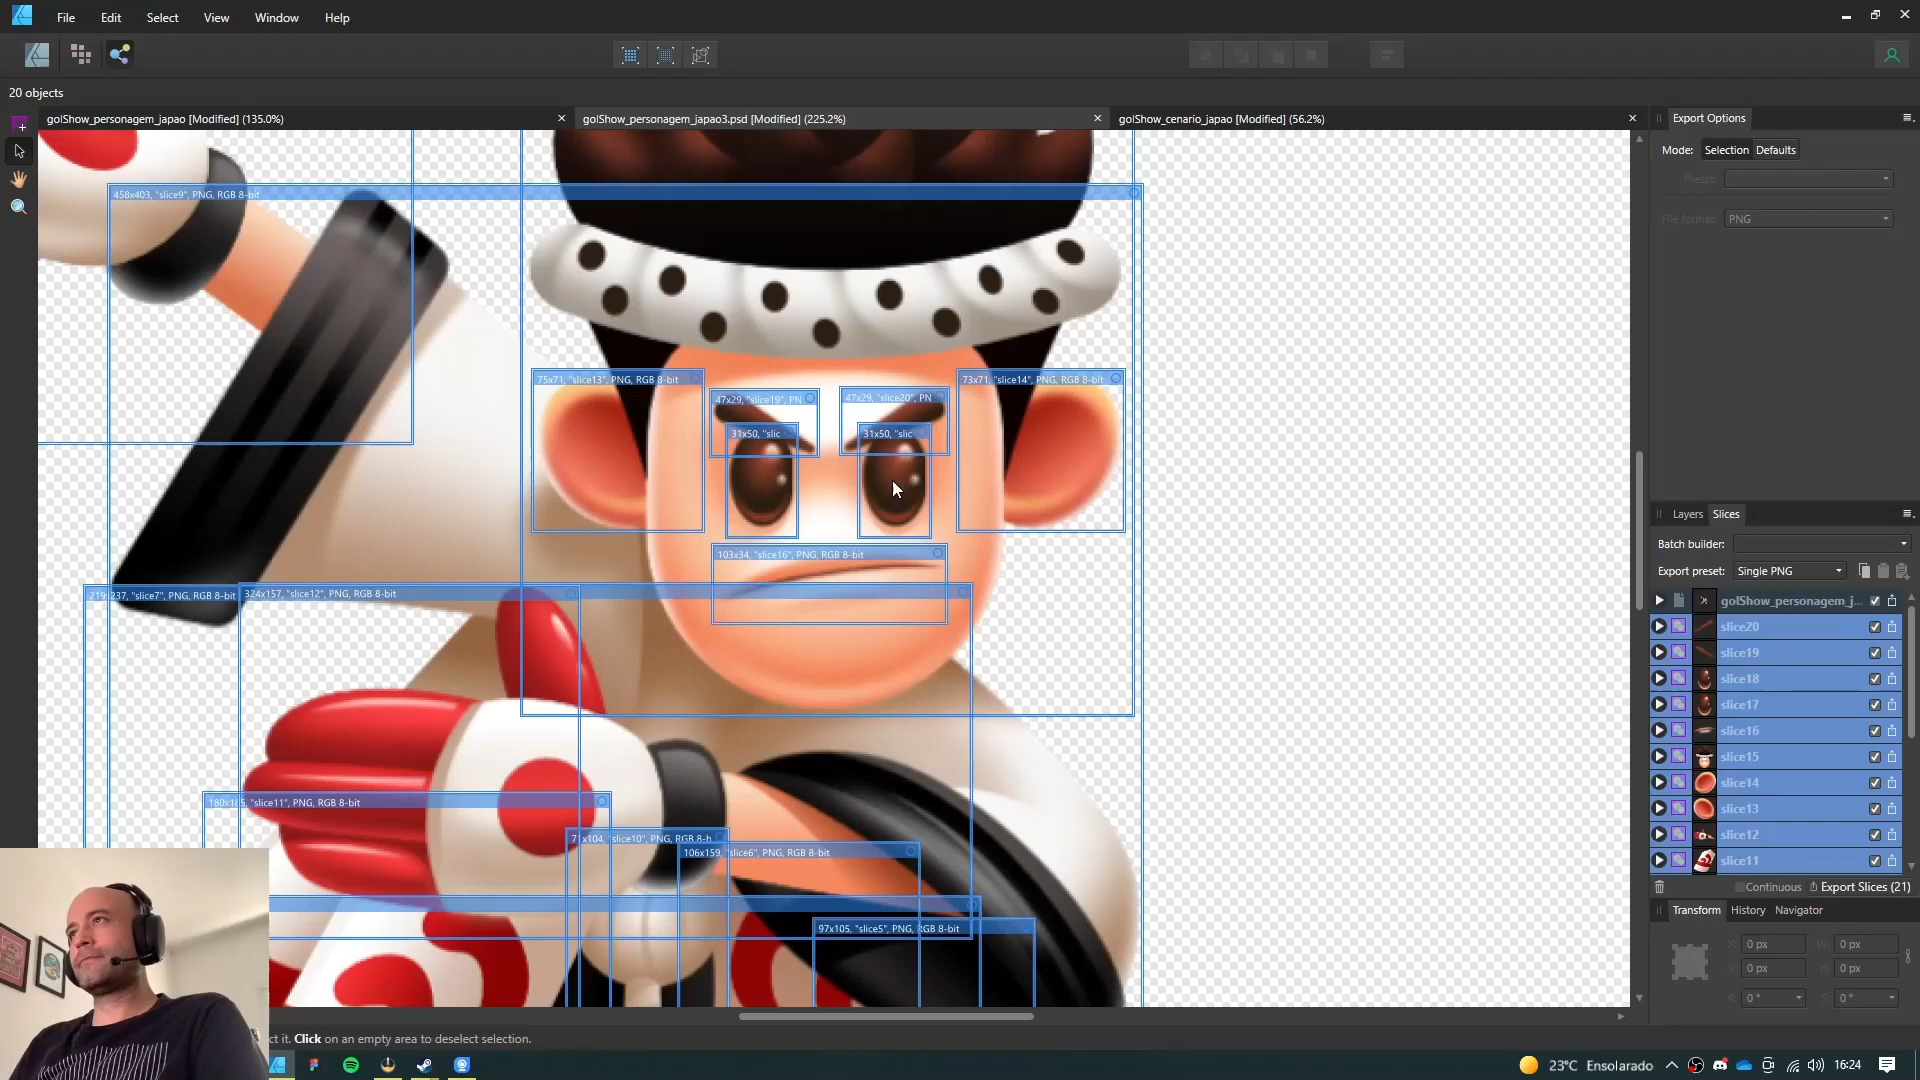 File Edit Select View Window Help
20 objects
golShow_personagem_japao [Modified] (135.0%)
golShow_personagem_japao3.psd [Modified] (225.2%)
golShow_cenario_japao [Modified] (56.2%)
Export Options
Mode: Selection Defaults
Preset:
File format: PNG
458x403, "slice9", PNG, RGB 8-bit
75x71, "slice13", PNG, RGB 8-bit
47x29, "slice19", PN
47x29, "slice20", PN
73x71, "slice14", PNG, RGB 8-bit
31x50, "slic
31x50, "slic
103x34, "slice16", PNG, RGB 8-bit
"slice7", PNG, RGB 8-bit
324x157, "slice12", PNG, RGB 8-bit
"slice11", PNG, RGB 8-bit
"slice10", PNG, RGB 8-b
106x159, "slice6", PNG, RGB 8-bit
97x105, "slice5", PNG, RGB 8-bit
Layers Slices
Batch builder:
Export preset: Single PNG
golShow_personagem_j...
slice20
slice19
slice18
slice17
slice16
slice15
slice14
slice13
slice12
slice11
Continuous Export Slices (21)
Transform History Navigator
X: 0 px W: 0 px
Y: 0 px H: 0 px
R: 0 ° S: 0 °
ct it. Click on an empty area to deselect selection.
23°C Ensolarado 16:24